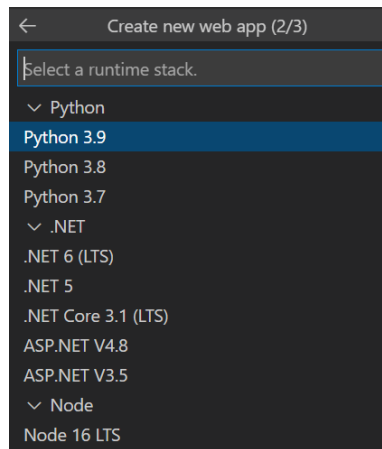 Create new web app (2/3)
Select a runtime stack.
Python
Python 3.9
Python 3.8
Python 3.7
.NET
.NET 6 (LTS)
.NET 5
.NET Core 3.1 (LTS)
ASP.NET V4.8
ASP.NET V3.5
Node
Node 16 LTS